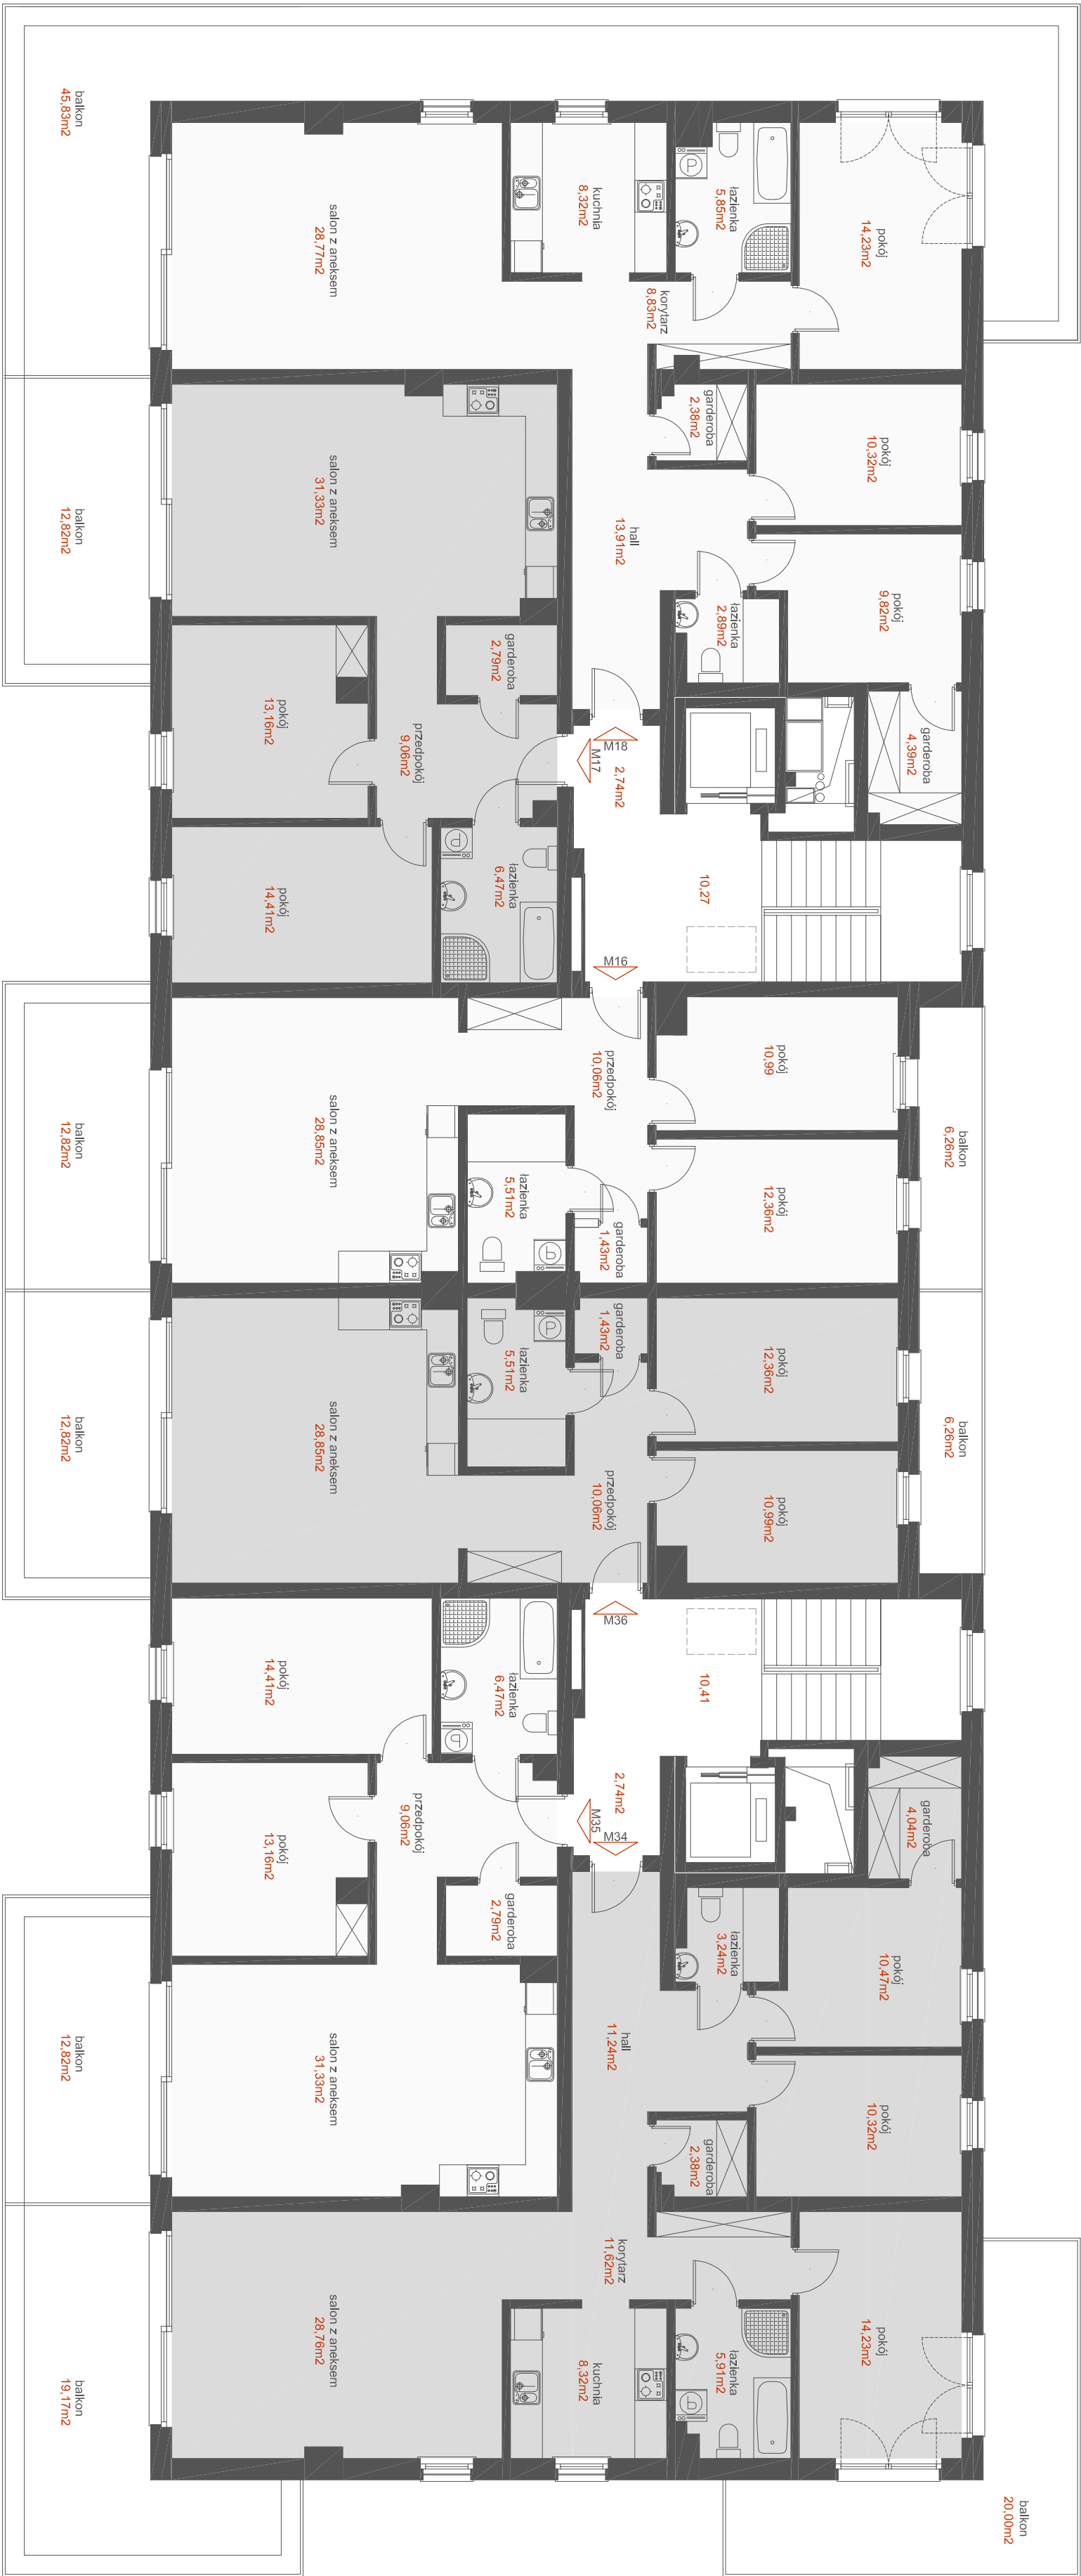 balkon
45,83m2
salon z aneksem
28,77m2
kuchnia
8,32m2
łazienka
5,85m2
pokój
14,23m2
korytarz
8,83m2
garderoba
2,38m2
pokój
10,32m2
balkon
12,82m2
salon z aneksem
31,33m2
hall
13,91m2
pokój
9,82m2
łazienka
2,89m2
garderoba
2,79m2
garderoba
4,39m2
pokój
13,16m2
przedpokój
9,06m2
M18
M17
2,74m2
pokój
14,41m2
łazienka
6,47m2
10,27
M16
przedpokój
10,06m2
pokój
10,99
balkon
6,26m2
balkon
12,82m2
salon z aneksem
28,85m2
łazienka
5,51m2
garderoba
1,43m2
pokój
12,36m2
garderoba
1,43m2
łazienka
5,51m2
pokój
12,36m2
balkon
6,26m2
balkon
12,82m2
salon z aneksem
28,85m2
przedpokój
10,06m2
pokój
10,99m2
M36
pokój
14,41m2
łazienka
6,47m2
10,41
2,74m2
M35
M34
przedpokój
9,06m2
pokój
13,16m2
garderoba
2,79m2
garderoba
4,04m2
łazienka
3,24m2
pokój
10,47m2
hall
11,24m2
balkon
12,82m2
salon z aneksem
31,33m2
pokój
10,32m2
garderoba
2,38m2
korytarz
11,62m2
salon z aneksem
28,76m2
kuchnia
8,32m2
łazienka
5,91m2
pokój
14,23m2
balkon
19,17m2
balkon
20,00m2